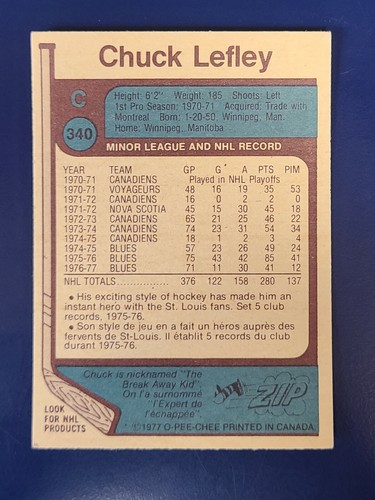 Chuck Lefley
C
340
Height: 6'2" Weight: 185 Shoots: Left
1st Pro Season: 1970-71 Acquired: Trade with
Montreal Born: 1-20-50, Winnipeg, Man.
Home: Winnipeg, Manitoba
MINOR LEAGUE AND NHL RECORD
YEAR TEAM GP G A PTS PIM
1970-71 CANADIENS Played in NHL Playoffs
1970-71 VOYAGEURS 48 16 19 35 53
1971-72 CANADIENS 16 0 2 2 0
1971-72 NOVA SCOTIA 45 15 30 45 18
1972-73 CANADIENS 65 21 25 46 22
1973-74 CANADIENS 74 23 31 54 34
1974-75 CANADIENS 18 1 2 3 4
1974-75 BLUES 57 23 26 49 24
1975-76 BLUES 75 43 42 85 41
1976-77 BLUES 71 11 30 41 12
NHL TOTALS............... 376 122 158 280 137
• His exciting style of hockey has made him an
instant hero with the St. Louis fans. Set 5 club
records, 1975-76.
• Son style de jeu en a fait un héros auprès des
fervents de St-Louis. Il établit 5 records du club
durant 1975-76.
Chuck is nicknamed "The
Break Away Kid".
On l'a surnommé
"l'Expert de
l'échappée".
ZIP
LOOK
FOR NHL
PRODUCTS
©1977 O-PEE-CHEE PRINTED IN CANADA